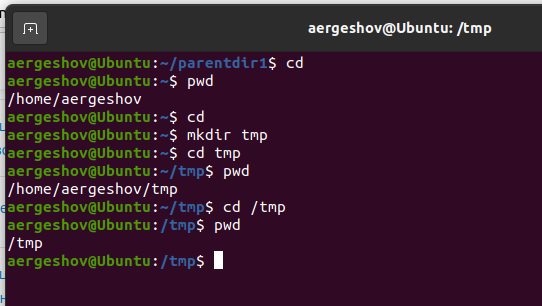 aergeshov@Ubuntu: /tmp
aergeshov@Ubuntu:~/parentdir1$ cd
aergeshov@Ubuntu:~$ pwd
/home/aergeshov
aergeshov@Ubuntu:~$ cd
aergeshov@Ubuntu:~$ mkdir tmp
aergeshov@Ubuntu:~$ cd tmp
aergeshov@Ubuntu:~/tmp$ pwd
/home/aergeshov/tmp
aergeshov@Ubuntu:~/tmp$ cd /tmp
aergeshov@Ubuntu:/tmp$ pwd
/tmp
aergeshov@Ubuntu:/tmp$